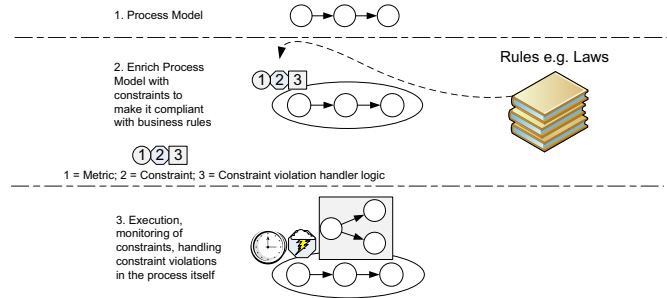 1. Process Model
Rules e.g. Laws
2. Enrich Process
Model with
constraints to
make it compliant
with business rules
1 2 3
1 2 3
1 = Metric; 2 = Constraint; 3 = Constraint violation handler logic
3. Execution,
monitoring of
constraints, handling
constraint violations
in the process itself